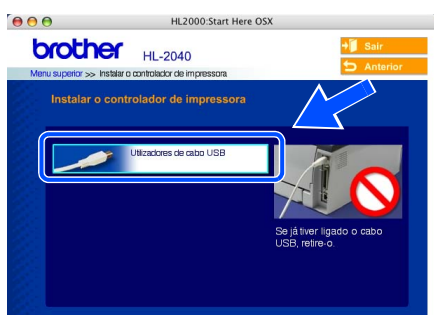 HL2000:Start Here OSX
brother
HL-2040
Sair
Anterior
Menu superior >> Instalar o controlador de impressora
Instalar o controlador de impressora
Utilizadores de cabo USB
Se já tiver ligado o cabo
USB, retire-o.